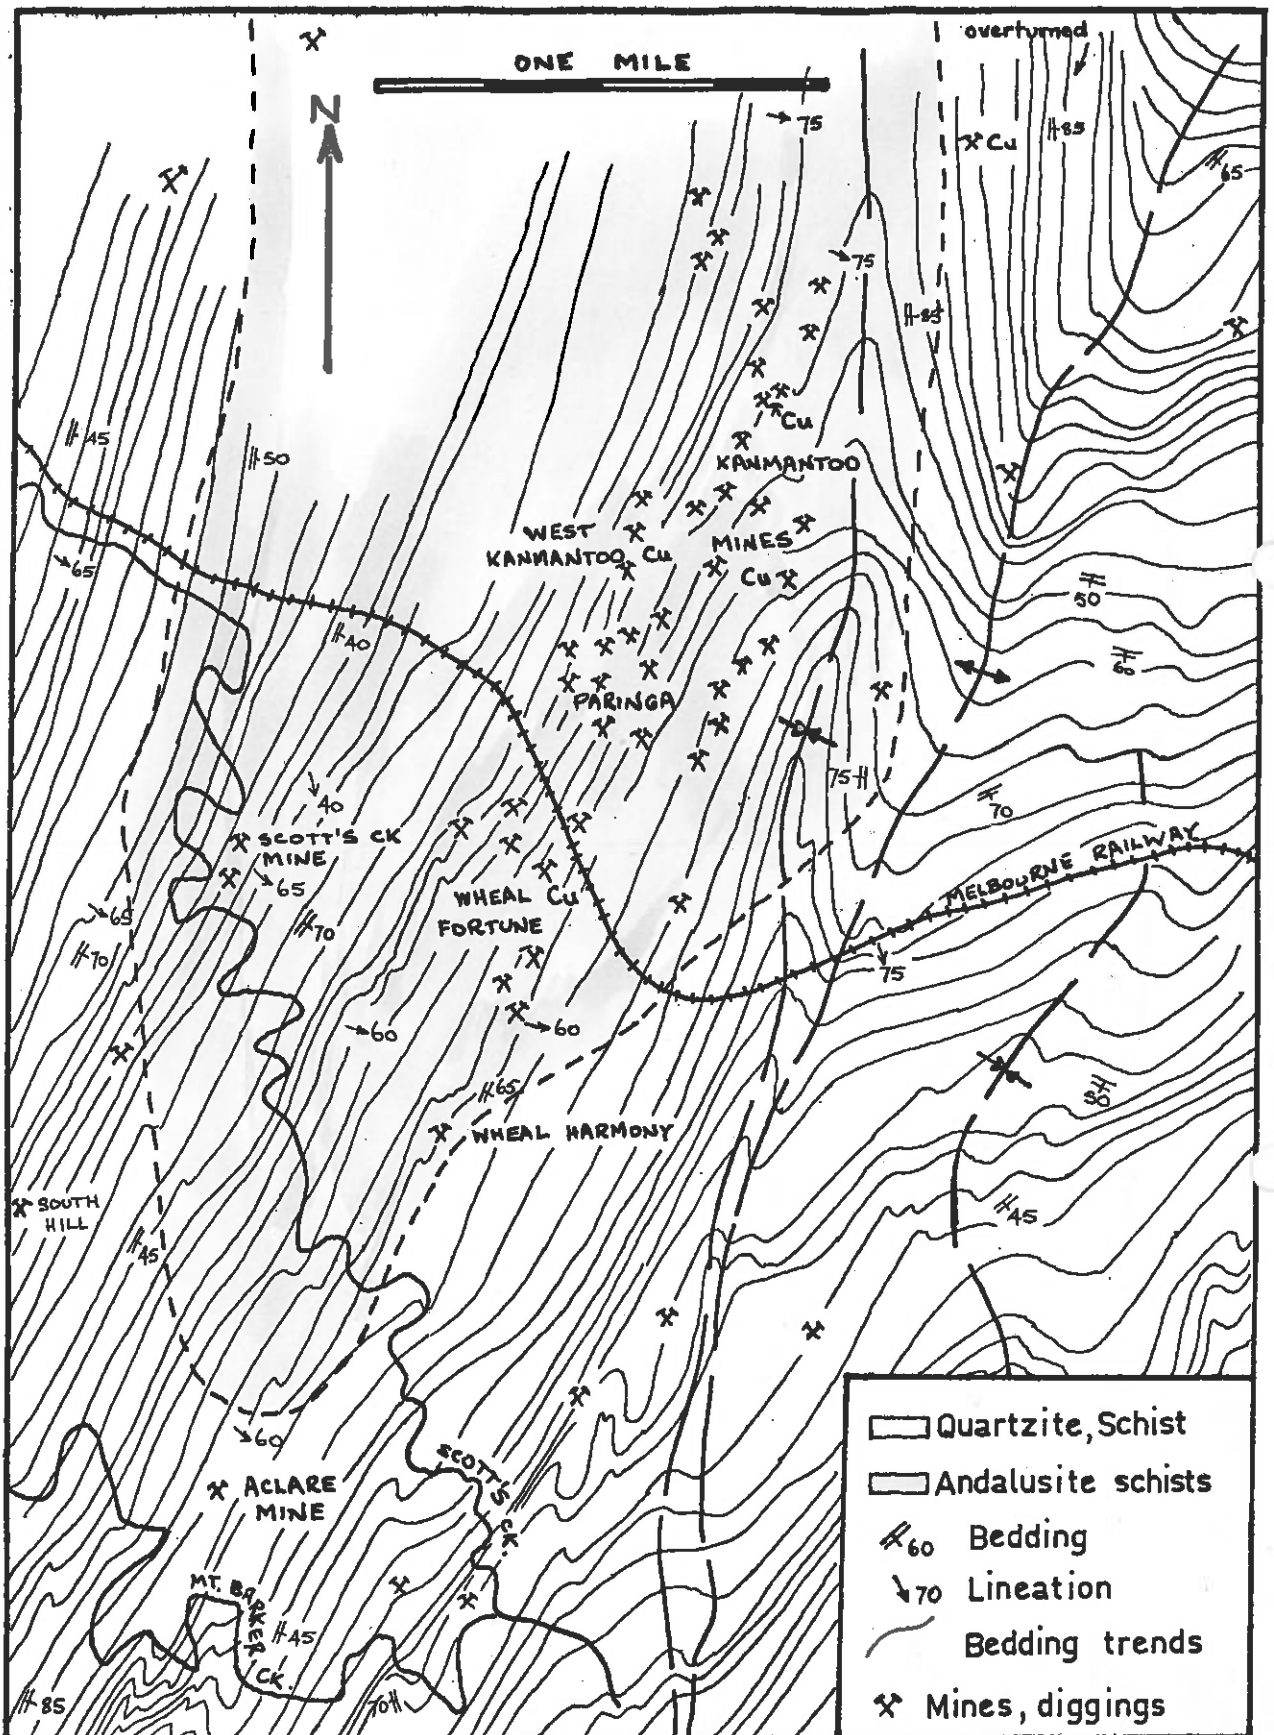 overturned
ONE MILE
N
75
Cu
85
65
75
85
45
50
Cu
KANMANTOO
WEST
KANMANTOO Cu
MINES
Cu
65
50
40
60
PARINGA
75
70
40
SCOTT'S CK
MINE
65
MELBOURNE RAILWAY
WHEAL Cu
FORTUNE
65
70
70
75
60
60
65
50
WHEAL HARMONY
SOUTH
HILL
45
45
60
SCOTT'S CK.
ACLARE
MINE
MT. BARKER CK.
45
85
70
Quartzite, Schist
Andalusite schists
60 Bedding
70 Lineation
Bedding trends
Mines, diggings